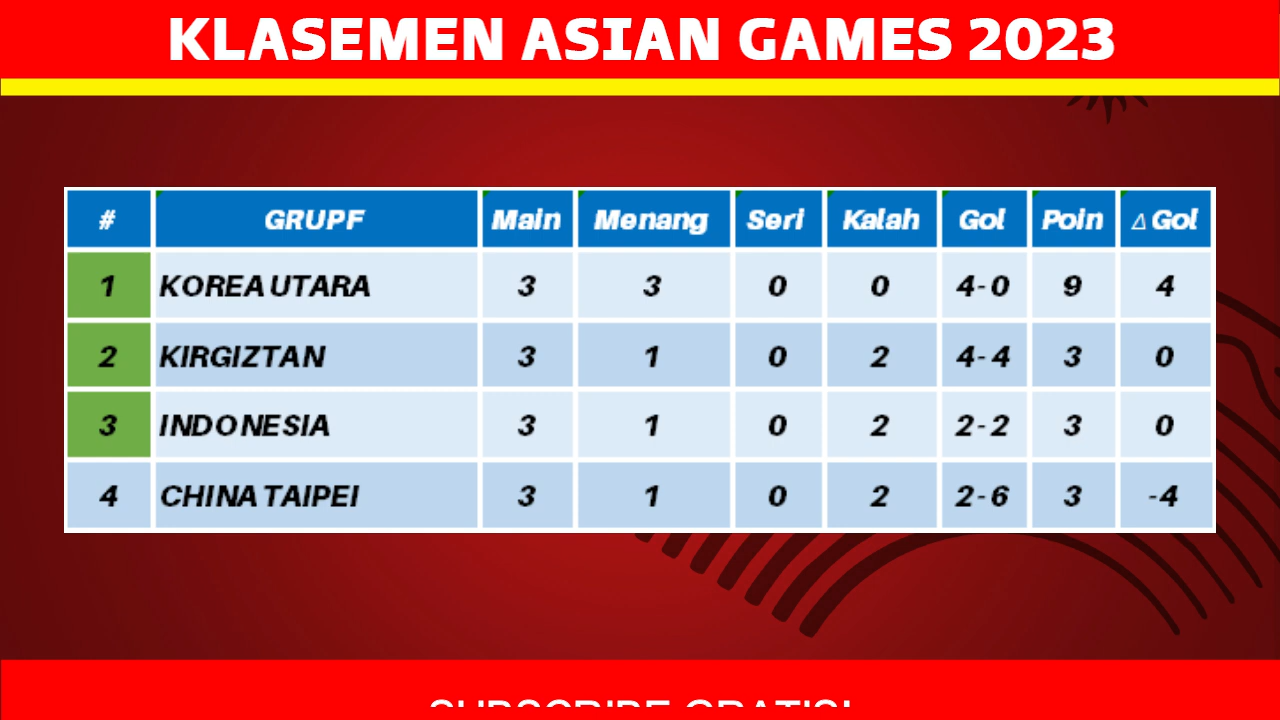 KLASEMEN ASIAN GAMES 2023
# GRUPF Main Menang Seri Kalah Gol Poin △ Gol
1 KOREA UTARA 3 3 0 0 4-0 9 4
2 KIRGIZTAN 3 1 0 2 4-4 3 0
3 INDONESIA 3 1 0 2 2-2 3 0
4 CHINA TAIPEI 3 1 0 2 2-6 3 -4
SUBSCRIBE GRATIS!